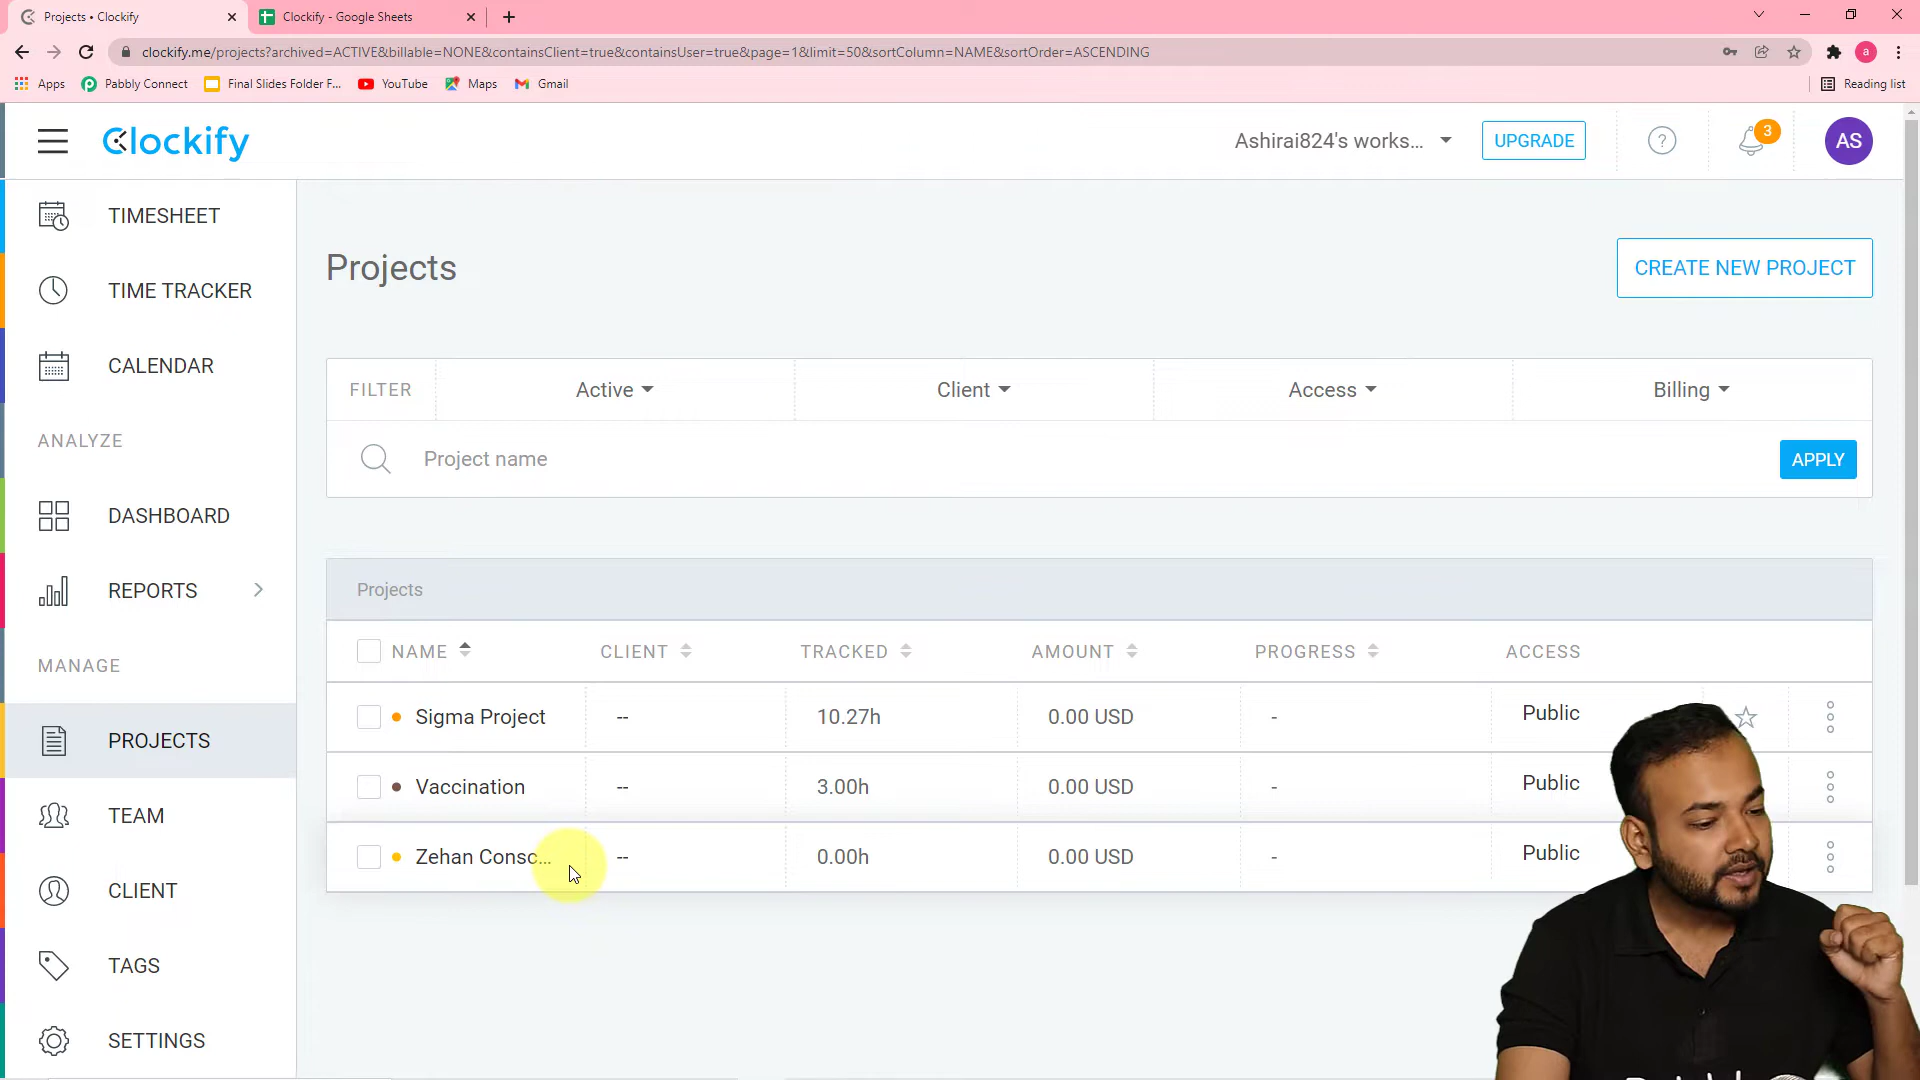 Projects • Clockify
Clockify - Google Sheets
clockify.me/projects?archived=ACTIVE&billable=NONE&containsClient=true&containsUser=true&page=1&limit=50&sortColumn=NAME&sortOrder=ASCENDING
a
Apps
Pabbly Connect
Final Slides Folder F...
YouTube
Maps
Gmail
Reading list
Clockify
Ashirai824's works...
UPGRADE
?
3
AS
TIMESHEET
TIME TRACKER
CALENDAR
ANALYZE
DASHBOARD
REPORTS
MANAGE
PROJECTS
TEAM
CLIENT
TAGS
SETTINGS
Projects
CREATE NEW PROJECT
FILTER
Active
Client
Access
Billing
Project name
APPLY
Projects
NAME CLIENT TRACKED AMOUNT PROGRESS ACCESS
Sigma Project -- 10.27h 0.00 USD - Public
Vaccination -- 3.00h 0.00 USD - Public
Zehan Consc... -- 0.00h 0.00 USD - Public